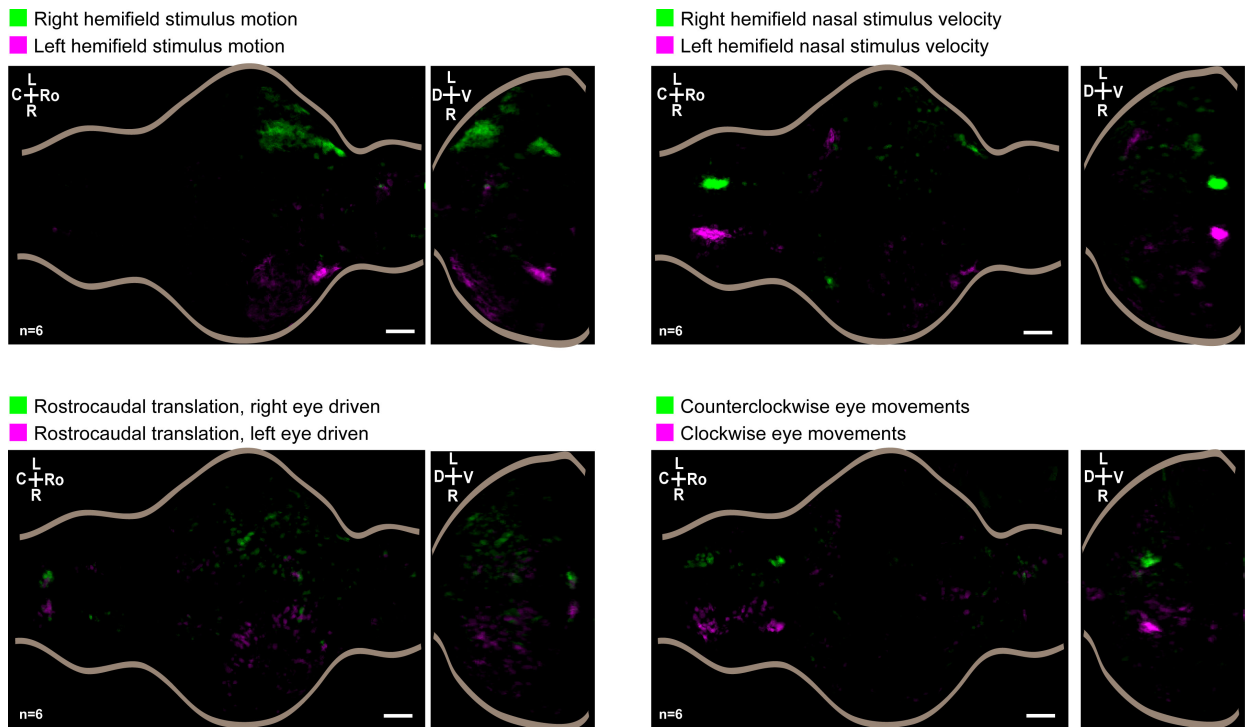 Right hemifield stimulus motion
Left hemifield stimulus motion
L
C Ro
R
L
D V
R
n=6
Right hemifield nasal stimulus velocity
Left hemifield nasal stimulus velocity
L
C Ro
R
L
D V
R
n=6
Rostrocaudal translation, right eye driven
Rostrocaudal translation, left eye driven
L
C Ro
R
L
D V
R
n=6
Counterclockwise eye movements
Clockwise eye movements
L
C Ro
R
L
D V
R
n=6